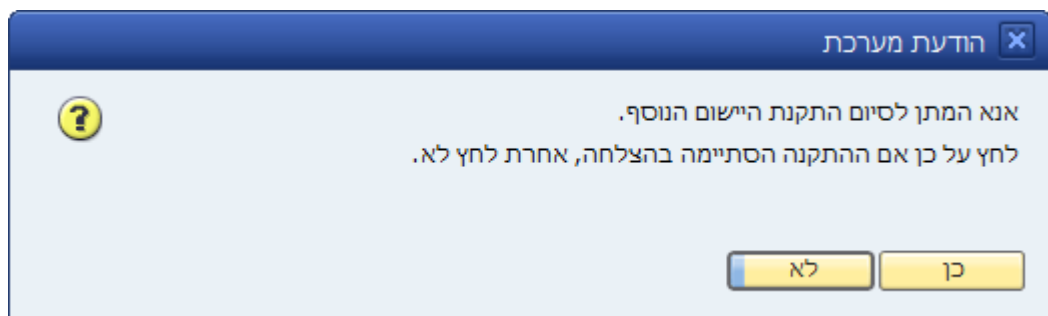 הודעת מערכת
אנא המתן לסיום התקנת היישום הנוסף.
לחץ על כן אם ההתקנה הסתיימה בהצלחה, אחרת לחץ לא.
כן
לא